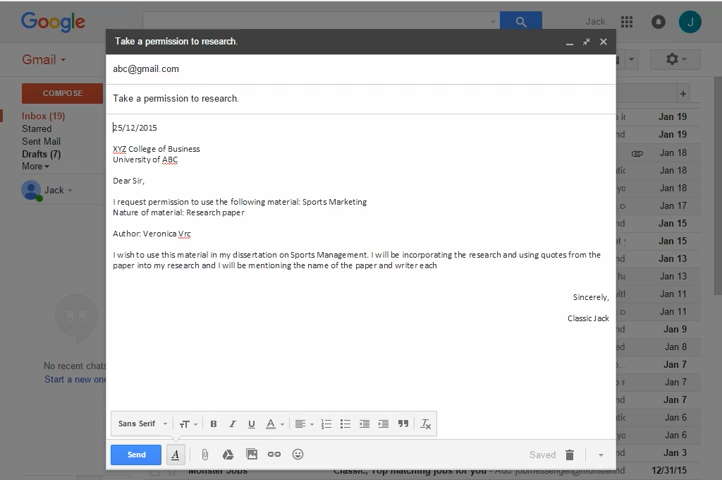 Google
Jack
J
Gmail
COMPOSE
Inbox (19)
Starred
Sent Mail
Drafts (7)
More
Jack
No recent chats
Start a new one
Take a permission to research.
abc@gmail.com
Take a permission to research.
25/12/2015
XYZ College of Business
University of ABC
Dear Sir,
I request permission to use the following material: Sports Marketing
Nature of material: Research paper
Author: Veronica Vrc
I wish to use this material in my dissertation on Sports Management. I will be incorporating the research and using quotes from the
paper into my research and I will be mentioning the name of the paper and writer each
Sincerely,
Classic Jack
Sans Serif
B I U A
Send
A
Saved
Jan 19
Jan 19
Jan 18
Jan 18
Jan 18
Jan 17
Jan 15
Jan 15
Jan 13
Jan 13
Jan 11
Jan 11
Jan 9
Jan 8
Jan 7
Jan 7
Jan 7
Jan 6
Jan 6
Jan 3
Monster Jobs Classic, Top matching jobs for you - Add 12/31/15